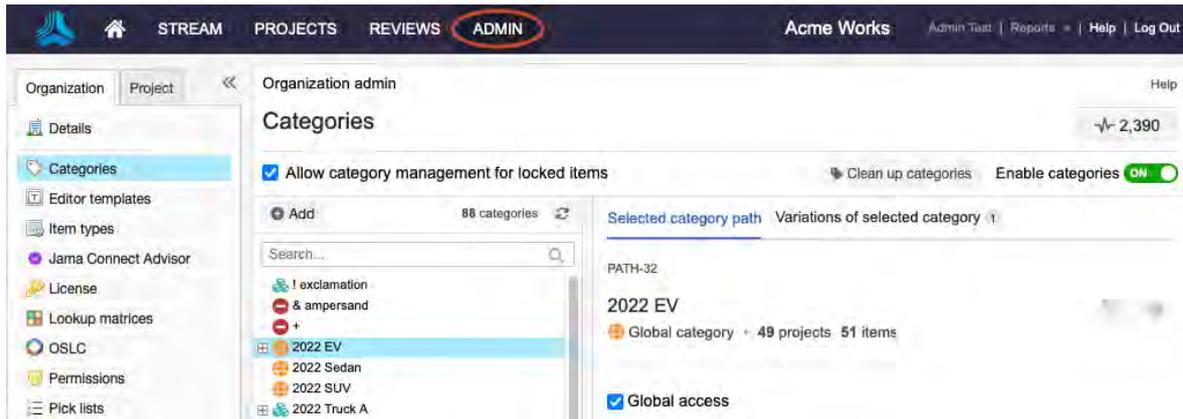 STREAM PROJECTS REVIEWS ADMIN Acme Works Admin Test | Reports | Help | Log Out
Organization Project Organization admin Help
Details Categories 2,390
Categories Allow category management for locked items Clean up categories Enable categories ON
Editor templates Add 88 categories Selected category path Variations of selected category 1
Item types
Jama Connect Advisor Search... PATH-32
License ! exclamation
Lookup matrices & ampersand 2022 EV
+ Global category • 49 projects 51 items
OSLC 2022 EV
Permissions 2022 Sedan
2022 SUV Global access
Pick lists 2022 Truck A